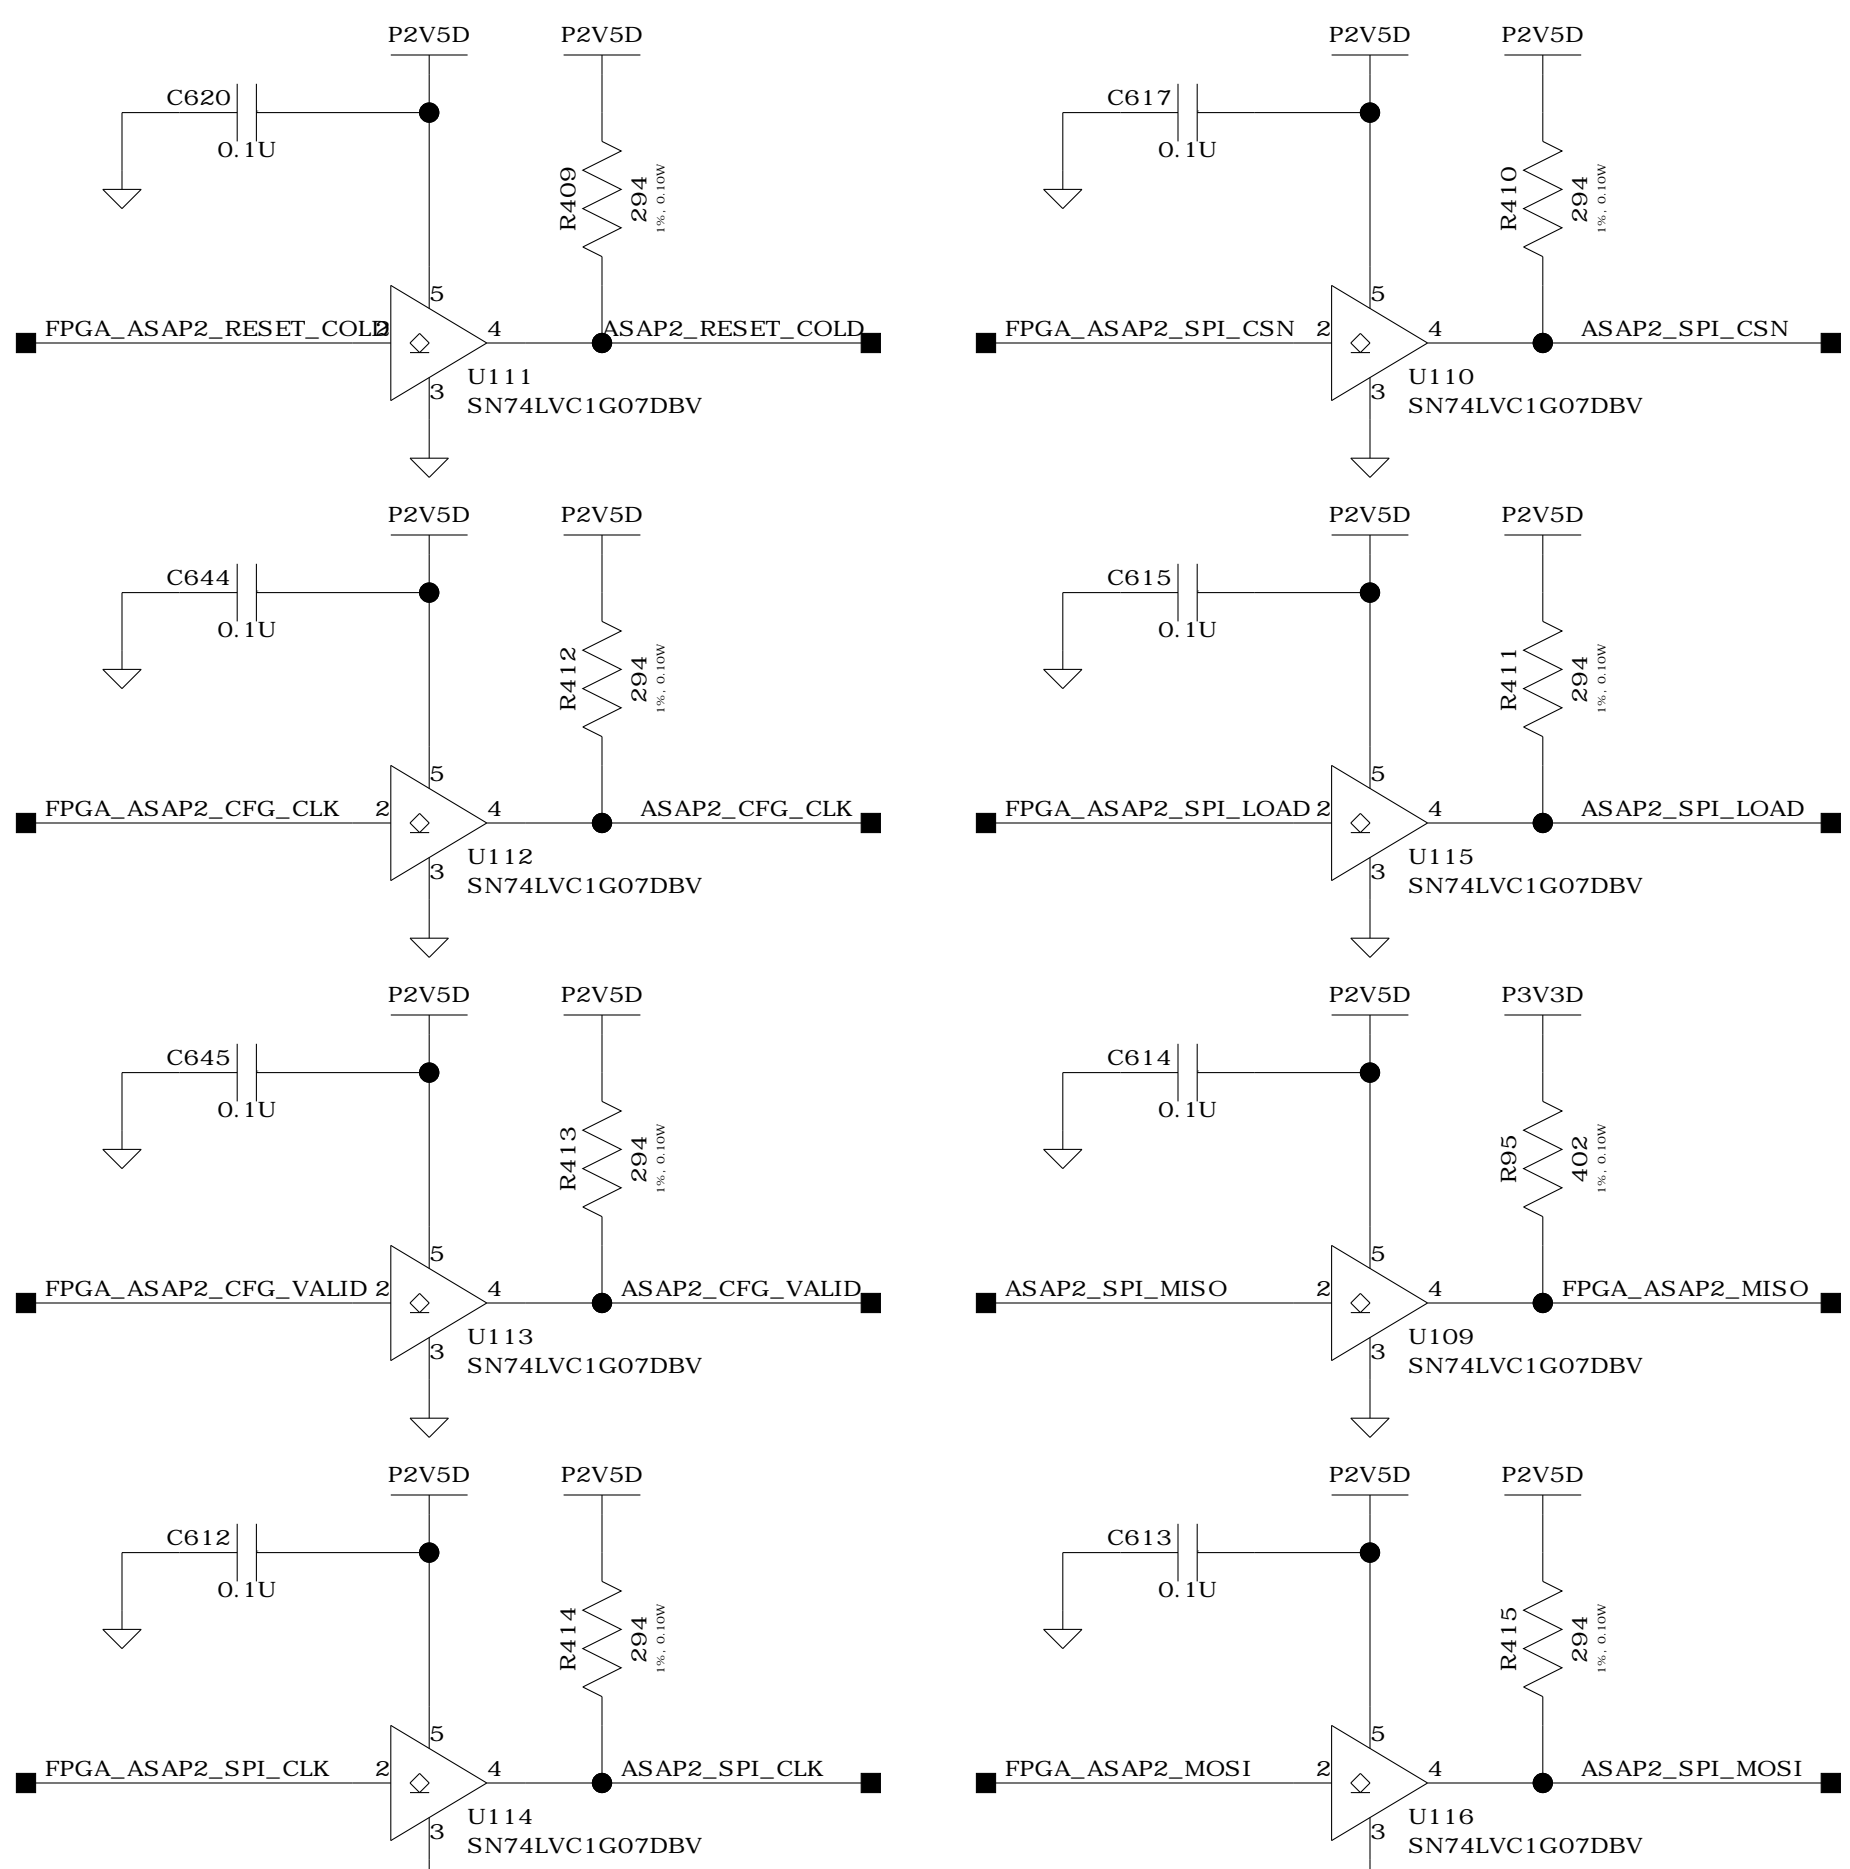 P2V5D P2V5D
C620
0.1U
R409
294
1%, 0.10W
FPGA_ASAP2_RESET_COLD 2
5
4
3
ASAP2_RESET_COLD
U111
SN74LVC1G07DBV
P2V5D P2V5D
C617
0.1U
R410
294
1%, 0.10W
FPGA_ASAP2_SPI_CSN 2
5
4
3
ASAP2_SPI_CSN
U110
SN74LVC1G07DBV
P2V5D P2V5D
C644
0.1U
R412
294
1%, 0.10W
FPGA_ASAP2_CFG_CLK 2
5
4
3
ASAP2_CFG_CLK
U112
SN74LVC1G07DBV
P2V5D P2V5D
C615
0.1U
R411
294
1%, 0.10W
FPGA_ASAP2_SPI_LOAD 2
5
4
3
ASAP2_SPI_LOAD
U115
SN74LVC1G07DBV
P2V5D P2V5D
C645
0.1U
R413
294
1%, 0.10W
FPGA_ASAP2_CFG_VALID 2
5
4
3
ASAP2_CFG_VALID
U113
SN74LVC1G07DBV
P2V5D P3V3D
C614
0.1U
R95
402
1%, 0.10W
ASAP2_SPI_MISO 2
5
4
3
FPGA_ASAP2_MISO
U109
SN74LVC1G07DBV
P2V5D P2V5D
C612
0.1U
R414
294
1%, 0.10W
FPGA_ASAP2_SPI_CLK 2
5
4
3
ASAP2_SPI_CLK
U114
SN74LVC1G07DBV
P2V5D P2V5D
C613
0.1U
R415
294
1%, 0.10W
FPGA_ASAP2_MOSI 2
5
4
3
ASAP2_SPI_MOSI
U116
SN74LVC1G07DBV